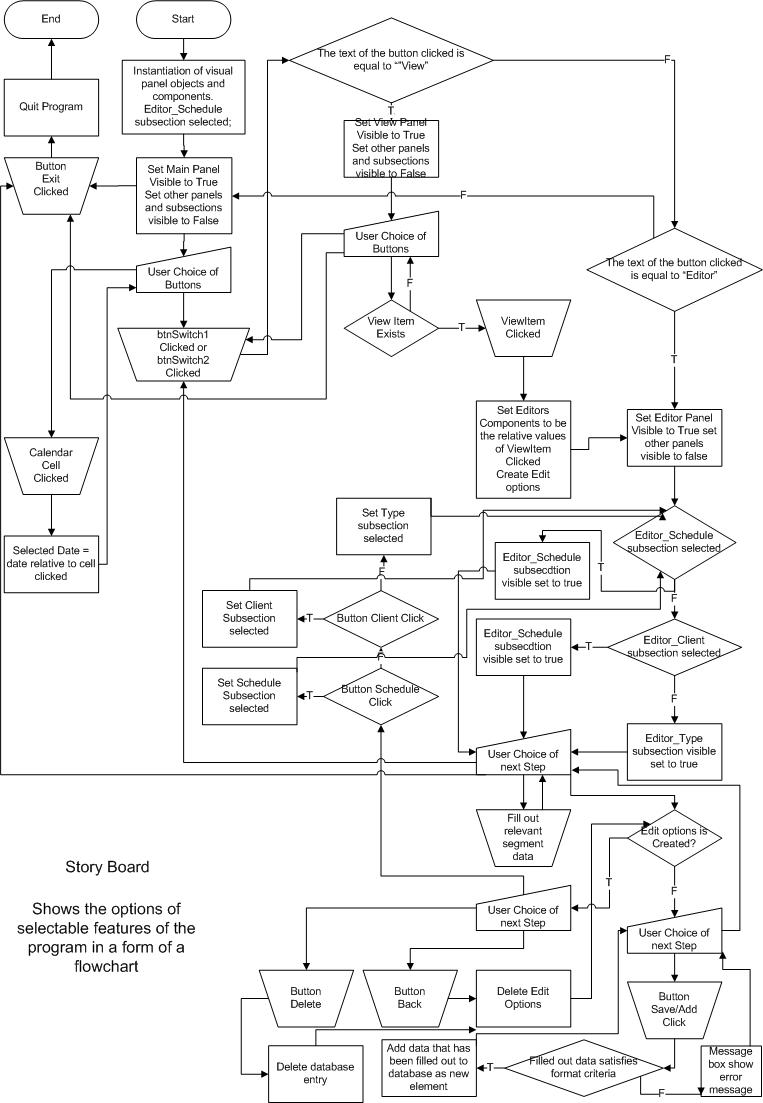 End
Start
The text of the button clicked is
equal to ""View"
F
Instantiation of visual
panel objects and
components.
Editor_Schedule
subsection selected;
Quit Program
T
Set View Panel
Visible to True
Set other panels
and subsections
visible to False
Button
Exit
Clicked
Set Main Panel
Visible to True
Set other panels
and subsections
visible to False
F
User Choice of
Buttons
User Choice of
Buttons
The text of the button clicked
is equal to "Editor"
F
btnSwitch1
Clicked or
btnSwitch2
Clicked
View Item
Exists
T
ViewItem
Clicked
T
Set Editors
Components to be
the relative values
of ViewItem
Clicked
Create Edit
options
Set Editor Panel
Visible to True set
other panels
visible to false
Calendar
Cell
Clicked
Set Type
subsection
selected
Editor_Schedule
subsection selected
Selected Date =
date relative to cell
clicked
Editor_Schedule
subsecdtion
visible set to true
T
F
F
Set Client
Subsection
selected
T
Button Client Click
Editor_Schedule
subsecdtion
visible set to true
T
Editor_Client
subsection selected
F
Set Schedule
Subsection
selected
T
Button Schedule
Click
F
Editor_Type
subsection visible
set to true
User Choice of
next Step
Fill out
relevant
segment
data
Edit options is
Created?
Story Board
T
F
Shows the options of
selectable features of the
program in a form of a
flowchart
User Choice of
next Step
User Choice of
next Step
Button
Delete
Button
Back
Delete Edit
Options
Button
Save/Add
Click
Delete database
entry
Add data that has
been filled out to
database as new
element
T
Filled out data satisfies
format criteria
F
Message
box show
error
message